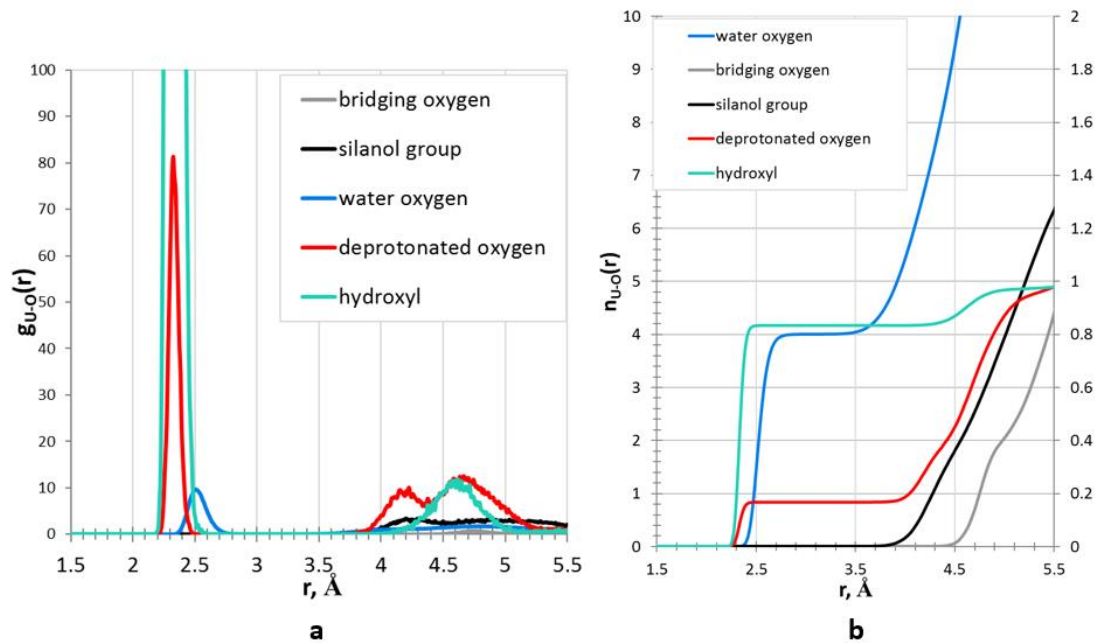 100
90
80
70
60
50
40
30
20
10
0
g_U-O(r)
bridging oxygen
silanol group
water oxygen
deprotonated oxygen
hydroxyl
1.5 2 2.5 3 3.5 4 4.5 5 5.5
r, Å
a
10
9
8
7
6
5
4
3
2
1
0
n_U-O(r)
water oxygen
bridging oxygen
silanol group
deprotonated oxygen
hydroxyl
2
1.8
1.6
1.4
1.2
1
0.8
0.6
0.4
0.2
0
1.5 2.5 3.5 4.5 5.5
r, Å
b